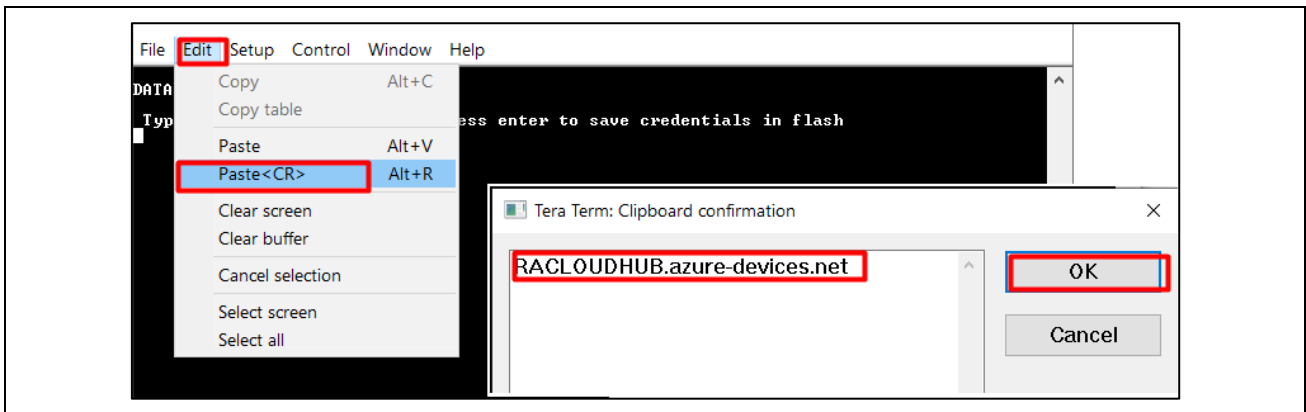 File Edit Setup Control Window Help
DATA
Typ ess enter to save credentials in flash
Copy Alt+C
Copy table
Paste Alt+V
Paste<CR> Alt+R
Clear screen
Clear buffer
Cancel selection
Select screen
Select all
Tera Term: Clipboard confirmation
RACLOUDHUB.azure-devices.net
OK
Cancel